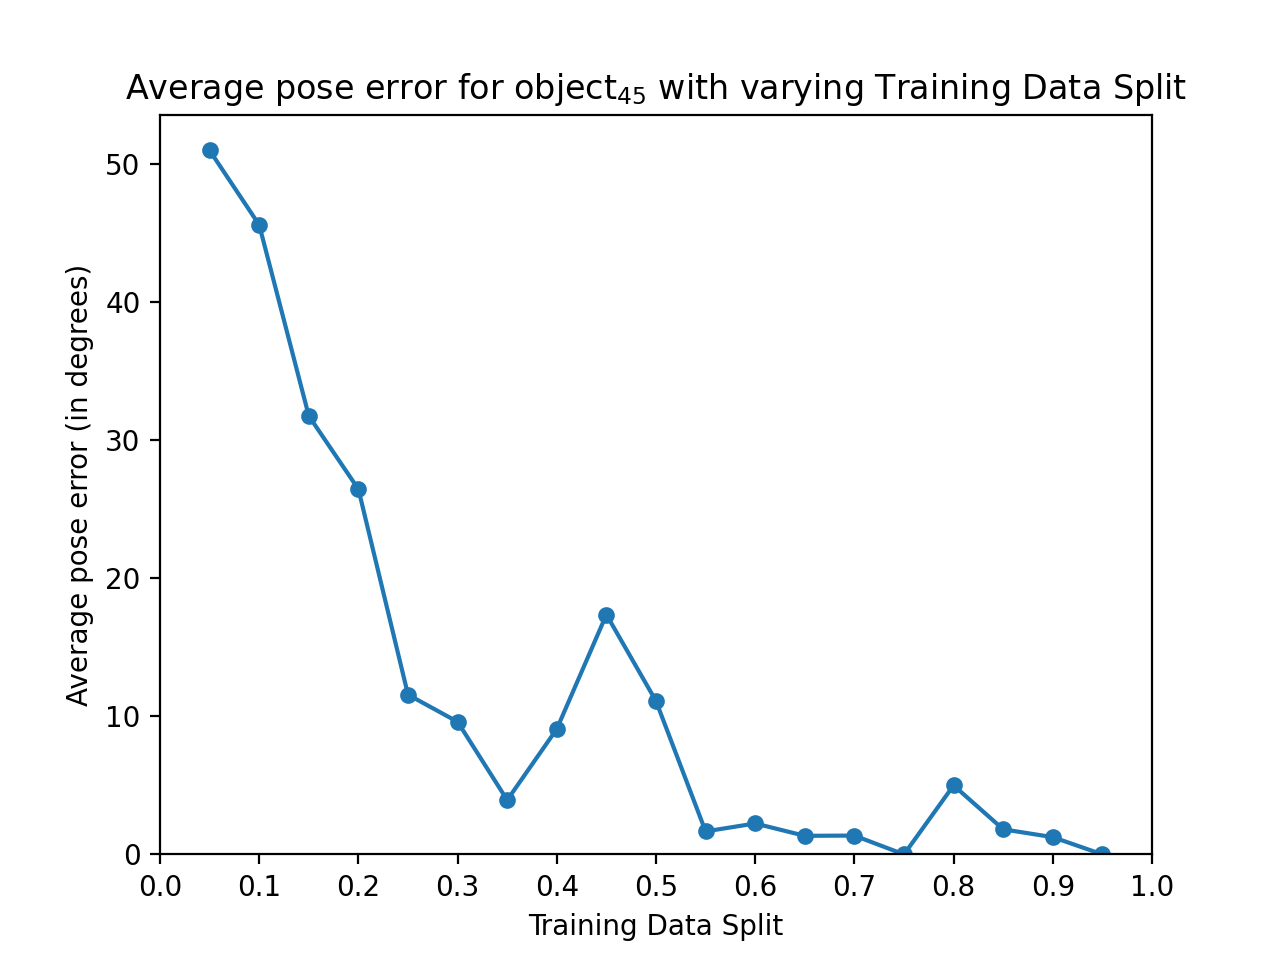 Average pose error for object₄₅ with varying Training Data Split
Average pose error (in degrees)
50
40
30
20
10
0
0.0 0.1 0.2 0.3 0.4 0.5 0.6 0.7 0.8 0.9 1.0
Training Data Split